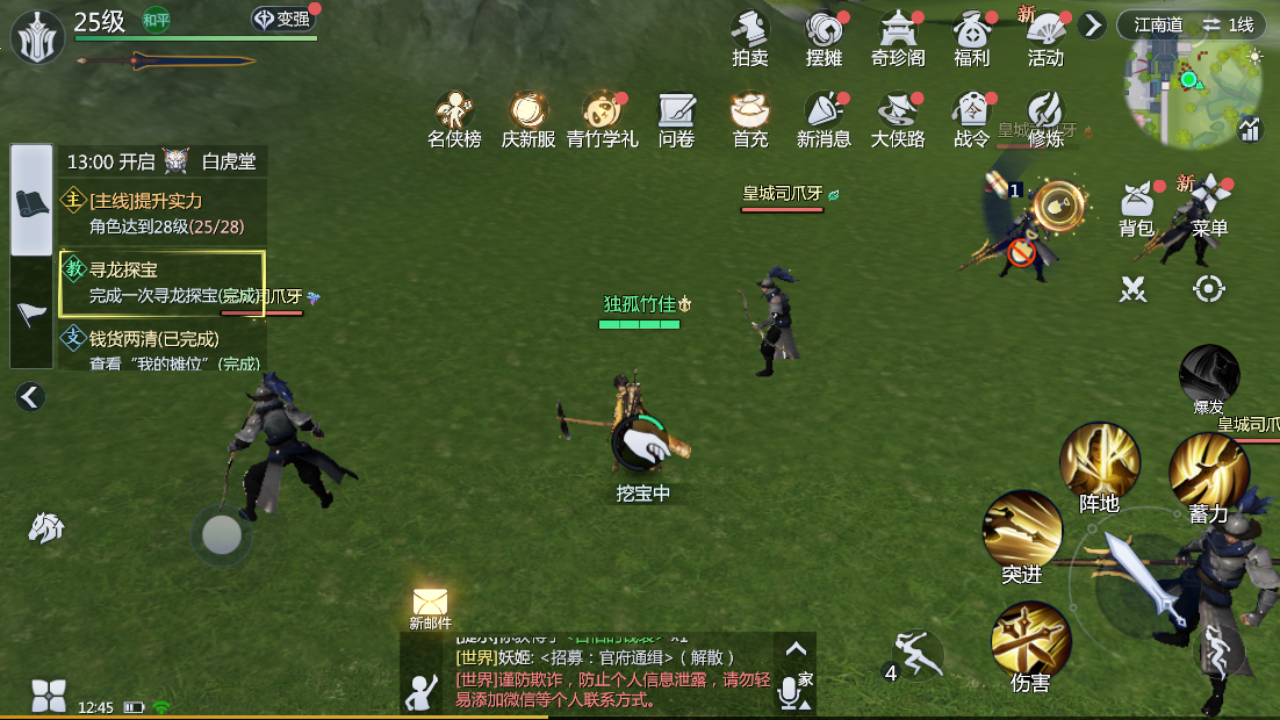 25级
和平
变强
拍卖
摆摊
奇珍阁
福利
新
活动
江南道
1线
名侠榜
庆新服
青竹学礼
问卷
首充
新消息
大侠路
战令
修炼
皇城司爪牙
13:00 开启 白虎堂
主 [主线]提升实力
角色达到28级(25/28)
教 寻龙探宝
完成一次寻龙探宝(完成)
司爪牙
支 钱货两清(已完成)
查看“我的摊位”(完成)
皇城司爪牙
1
新
背包
菜单
独孤竹佳
挖宝中
爆发
皇城司爪
阵地
蓄力
突进
伤害
4
新邮件
[世界]妖姬: <招募：官府通缉>（解散）
[世界]谨防欺诈，防止个人信息泄露，请勿轻
易添加微信等个人联系方式。
家
12:45